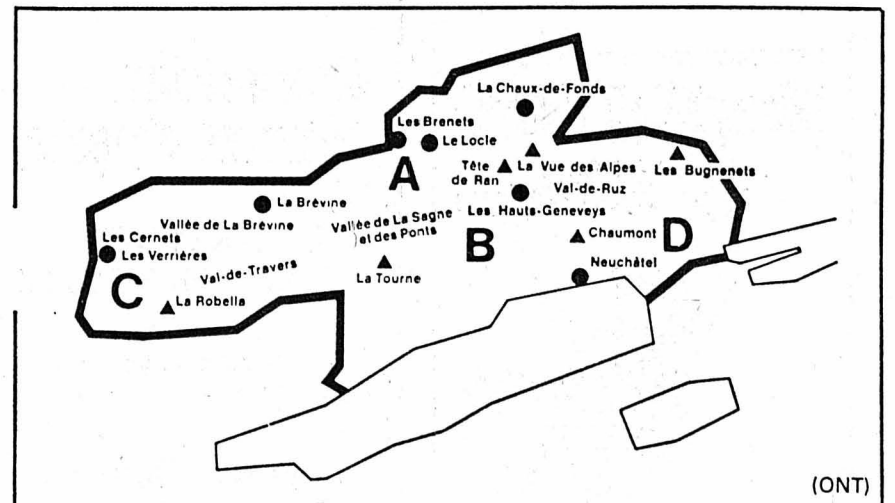 La Chaux-de-Fonds
Les Brenets
Le Locle
A
Tête
de Ran
La Vue des Alpes
Les Bugnenets
Val-de-Ruz
La Brévine
Vallée de La Brévine
Vallée de La Sagne
et des Ponts
Les Hauts-Geneveys
B
Chaumont
D
Les Cernets
Les Verrières
Val-de-Travers
La Tourne
Neuchâtel
C
La Robella
(ONT)